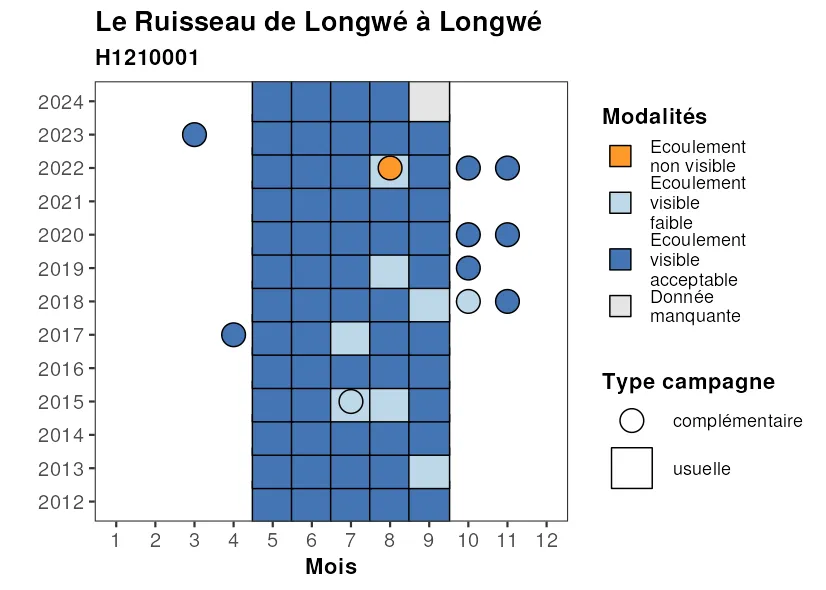 Le Ruisseau de Longwé à Longwé
H1210001
2024
2023
2022
2021
2020
2019
2018
2017
2016
2015
2014
2013
2012
1 2 3 4 5 6 7 8 9 10 11 12
Mois
Modalités
Ecoulement
non visible
Ecoulement
visible
faible
Ecoulement
visible
acceptable
Donnée
manquante
Type campagne
complémentaire
usuelle